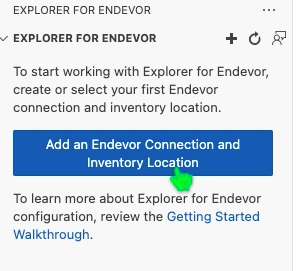 EXPLORER FOR ENDEVOR
EXPLORER FOR ENDEVOR
To start working with Explorer for Endevor,
create or select your first Endevor
connection and inventory location.
Add an Endevor Connection and
Inventory Location
To learn more about Explorer for Endevor
configuration, review the Getting Started
Walkthrough.